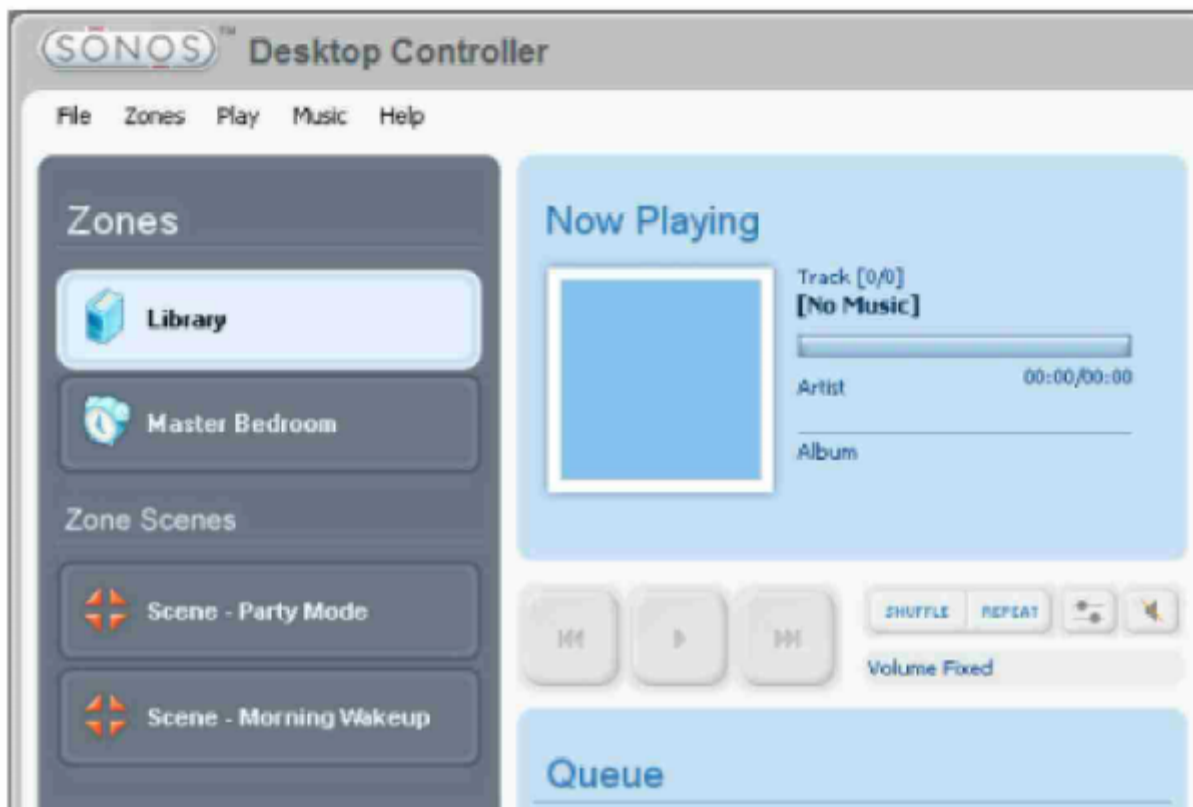 SONOS™ Desktop Controller
File Zones Play Music Help
Zones
Library
Master Bedroom
Zone Scenes
Scene - Party Mode
Scene - Morning Wakeup
Now Playing
Track [0/0]
[No Music]
00:00/00:00
Artist
Album
SHUFFLE REPEAT
Volume Fixed
Queue